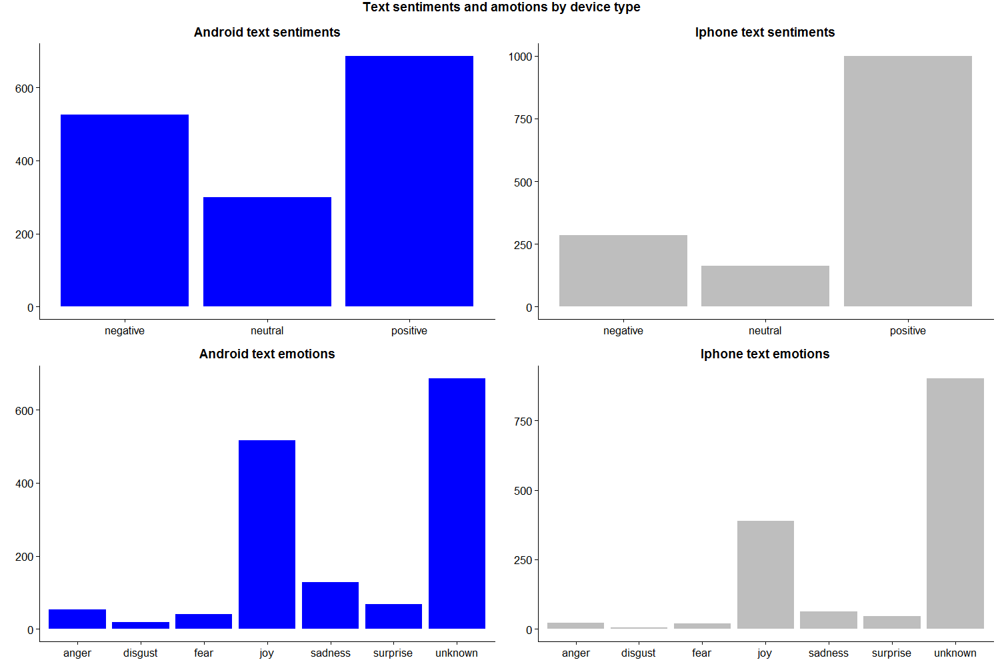 Text sentiments and amotions by device type
Android text sentiments
600
400
200
0
negative neutral positive
Iphone text sentiments
1000
750
500
250
0
negative neutral positive
Android text emotions
600
400
200
0
anger disgust fear joy sadness surprise unknown
Iphone text emotions
750
500
250
0
anger disgust fear joy sadness surprise unknown